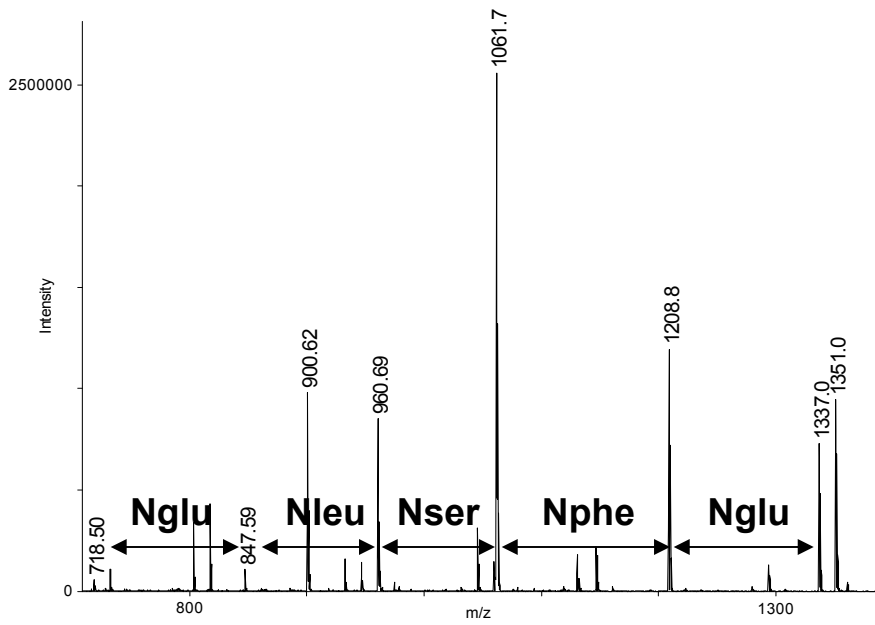 1061.7
2500000
1208.8
900.62
960.69
1337.0
1351.0
Intensity
Nglu
Nleu
Nser
Nphe
Nglu
718.50
847.59
0
800
m/z
1300